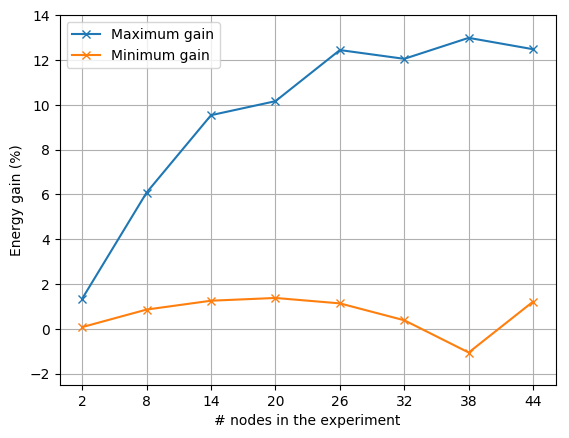 Maximum gain
Minimum gain
Energy gain (%)
14
12
10
8
6
4
2
0
−2
2 8 14 20 26 32 38 44
# nodes in the experiment